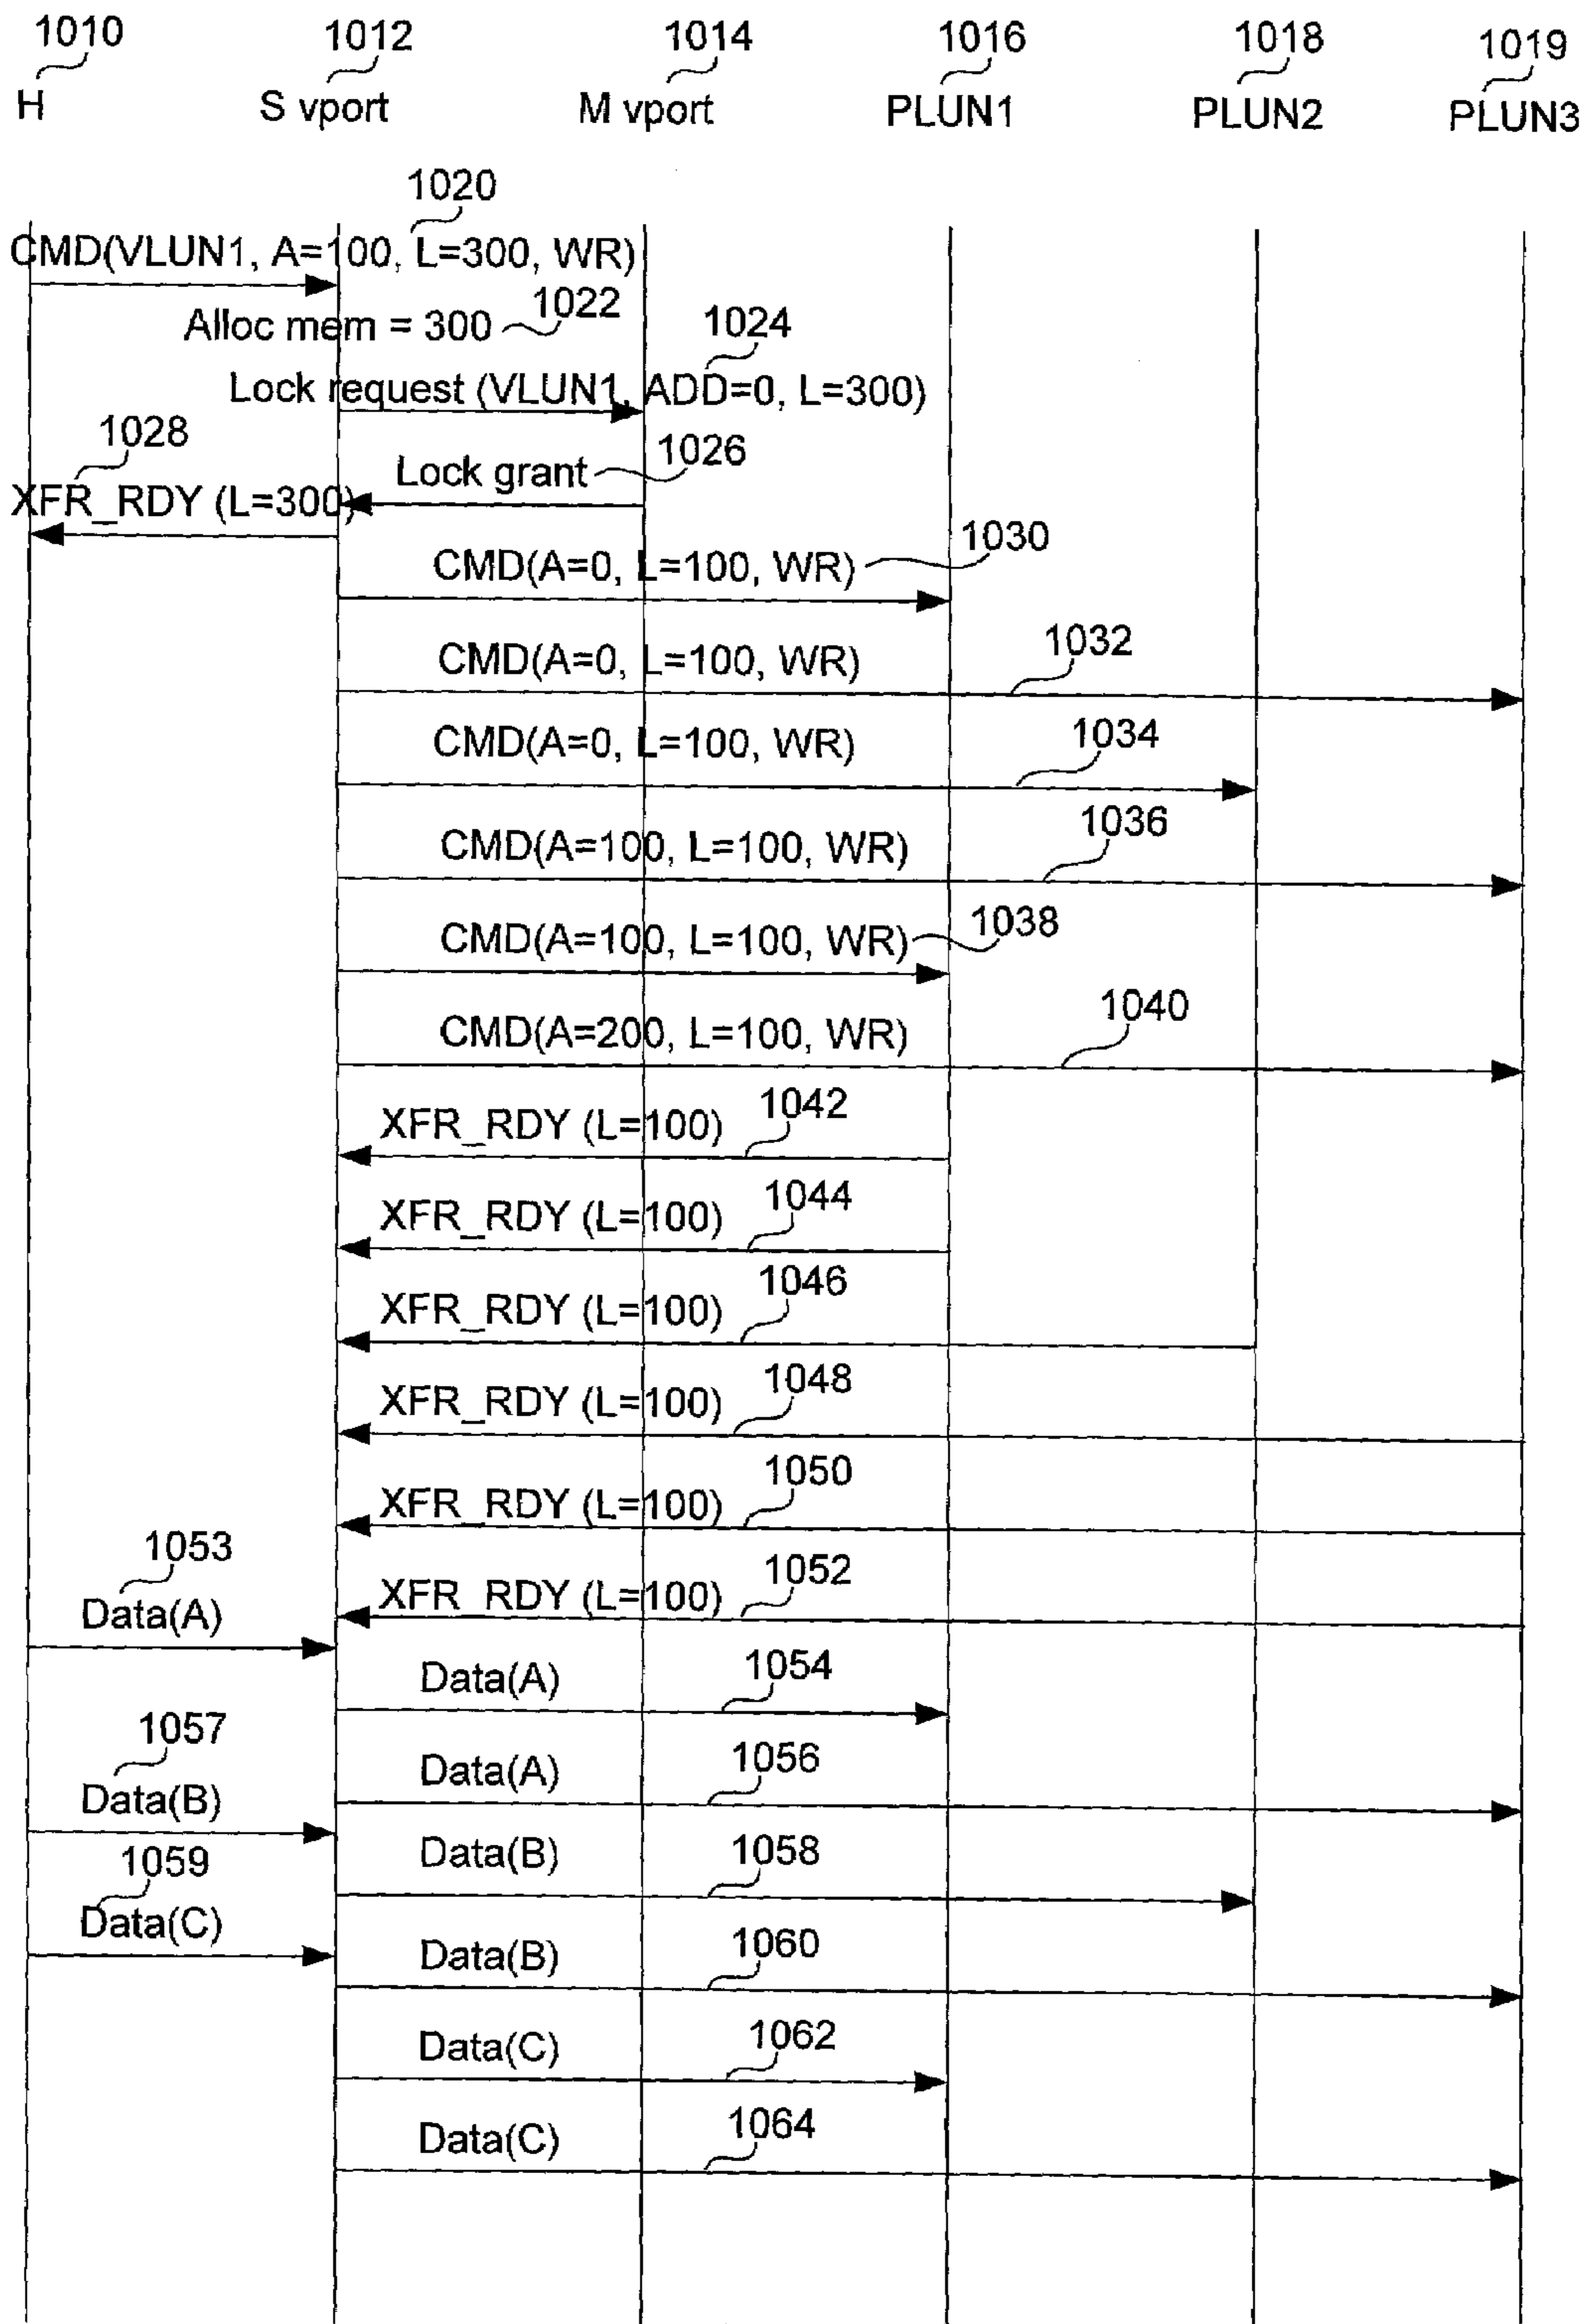 1010 1012 1014 1016 1018 1019
H S vport M vport PLUN1 PLUN2 PLUN3
1020
CMD(VLUN1, A=100, L=300, WR)
Alloc mem = 300 1022
1024
Lock request (VLUN1, ADD=0, L=300)
1028
Lock grant 1026
XFR_RDY (L=300)
CMD(A=0, L=100, WR) 1030
CMD(A=0, L=100, WR) 1032
CMD(A=0, L=100, WR) 1034
CMD(A=100, L=100, WR) 1036
CMD(A=100, L=100, WR) 1038
CMD(A=200, L=100, WR) 1040
XFR_RDY (L=100) 1042
XFR_RDY (L=100) 1044
XFR_RDY (L=100) 1046
XFR_RDY (L=100) 1048
XFR_RDY (L=100) 1050
1053
XFR_RDY (L=100) 1052
Data(A)
Data(A) 1054
1057
Data(A) 1056
Data(B)
Data(B) 1058
1059
Data(C)
Data(B) 1060
Data(C) 1062
Data(C) 1064